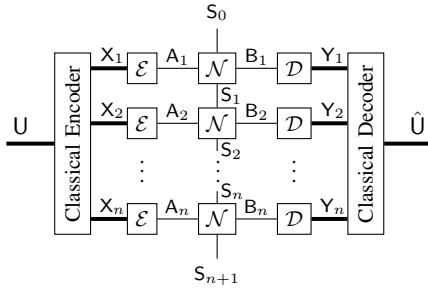 S₀
X₁ ℰ A₁ 𝒩 B₁ 𝒟 Y₁
S₁
X₂ ℰ A₂ 𝒩 B₂ 𝒟 Y₂
S₂
U Classical Encoder ⋮ ⋮ ⋮ Classical Decoder Û
Sₙ
Xₙ ℰ Aₙ 𝒩 Bₙ 𝒟 Yₙ
Sₙ₊₁